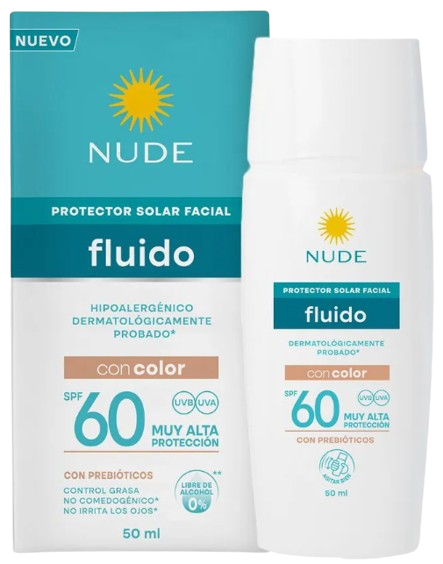 NUEVO
NUDE
PROTECTOR SOLAR FACIAL
fluido
HIPOALERGÉNICO
DERMATOLÓGICAMENTE
PROBADO*
con color
SPF 60 UVB UVA
MUY ALTA
PROTECCIÓN
CON PREBIÓTICOS
CONTROL GRASA
NO COMEDOGÉNICO*
NO IRRITA LOS OJOS*
LIBRE DE
ALCOHOL
0%
**
50 ml
NUDE
PROTECTOR SOLAR FACIAL
fluido
DERMATOLÓGICAMENTE
PROBADO*
con color
SPF 60 UVB UVA
MUY ALTA
PROTECCIÓN
CON PREBIÓTICOS
AGITAR BIEN
50 ml